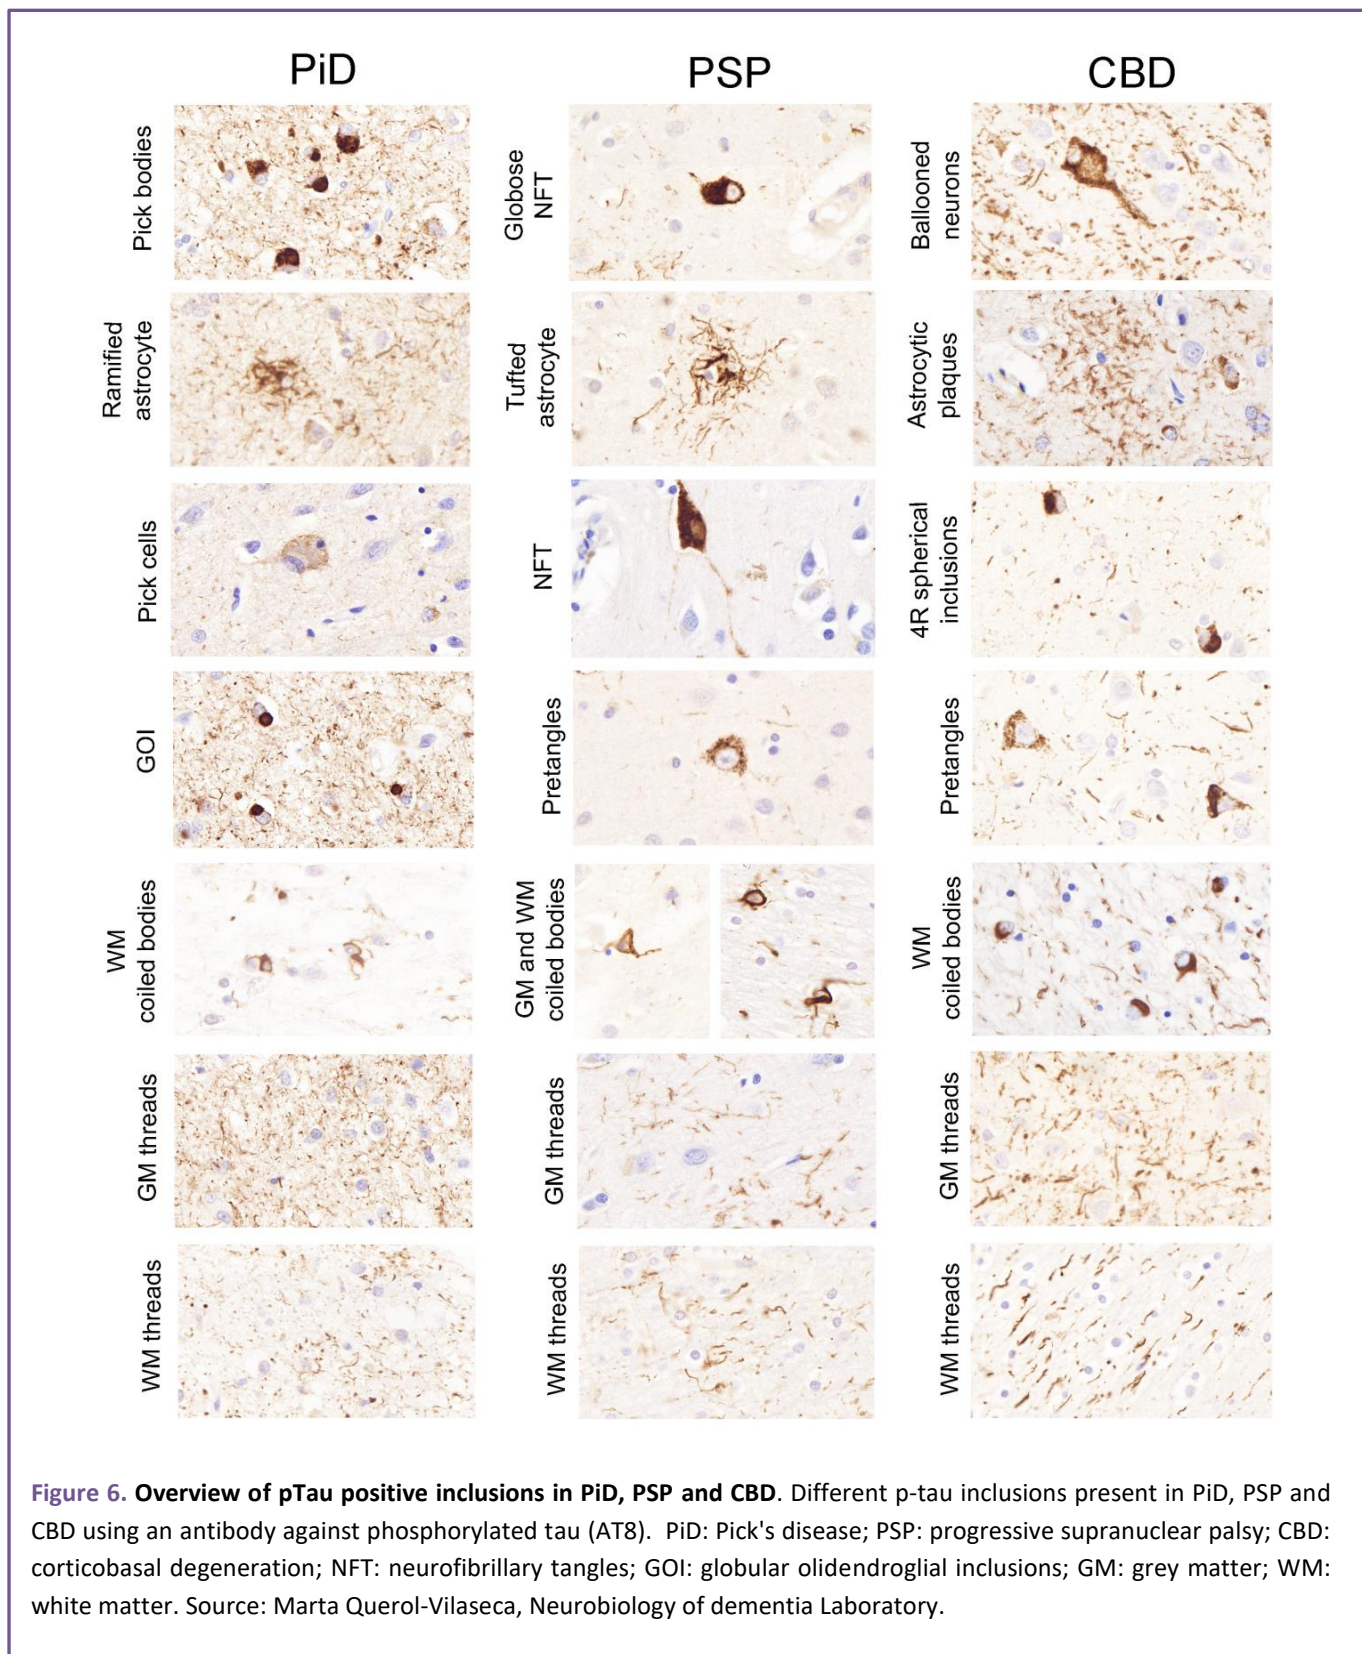 PiD
PSP
CBD
Pick bodies
Globose
NFT
Ballooned
neurons
Ramified
astrocyte
Tufted
astrocyte
Astrocytic
plaques
Pick cells
NFT
4R spherical
inclusions
GOI
Pretangles
Pretangles
WM
coiled bodies
GM and WM
coiled bodies
WM
coiled bodies
GM threads
GM threads
GM threads
WM threads
WM threads
WM threads
Figure 6. Overview of pTau positive inclusions in PiD, PSP and CBD. Different p-tau inclusions present in PiD, PSP and
CBD using an antibody against phosphorylated tau (AT8). PiD: Pick's disease; PSP: progressive supranuclear palsy; CBD:
corticobasal degeneration; NFT: neurofibrillary tangles; GOI: globular olidendroglial inclusions; GM: grey matter; WM:
white matter. Source: Marta Querol-Vilaseca, Neurobiology of dementia Laboratory.